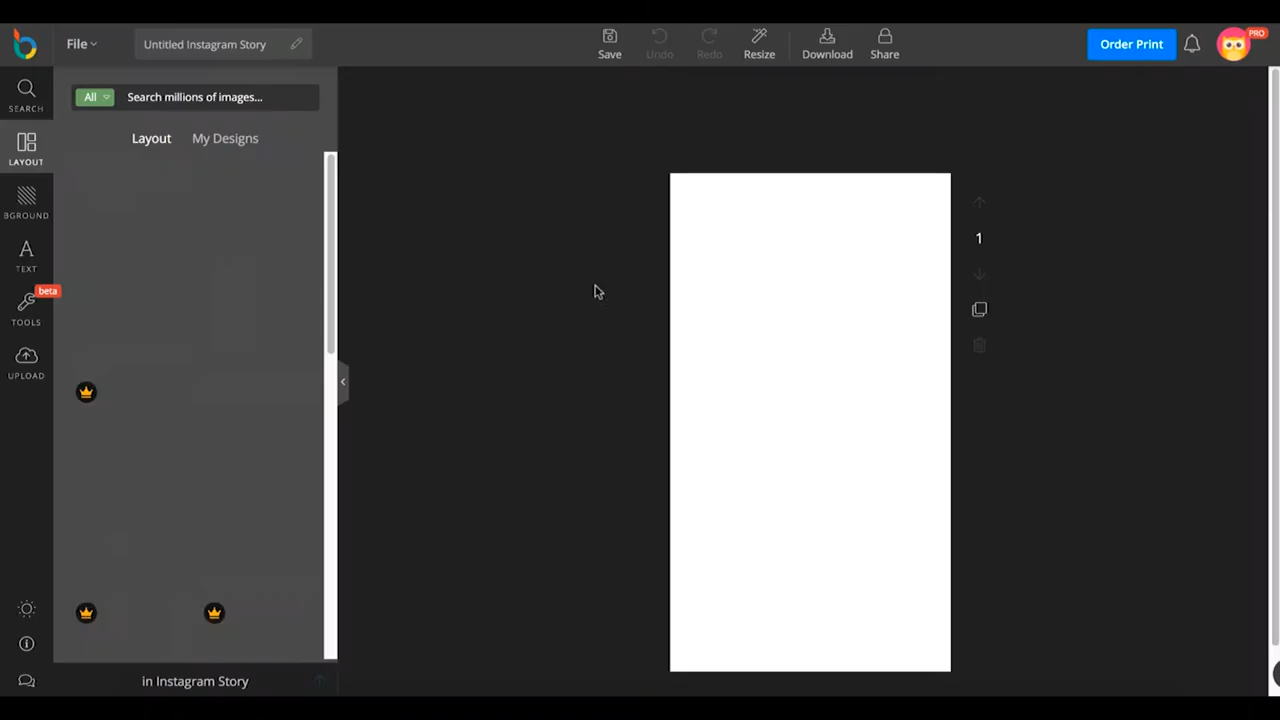 File
Untitled Instagram Story
Save
Undo
Redo
Resize
Download
Share
Order Print
PRO
SEARCH
All
Search millions of images...
LAYOUT
Layout
My Designs
BGROUND
1
TEXT
beta
TOOLS
UPLOAD
in Instagram Story